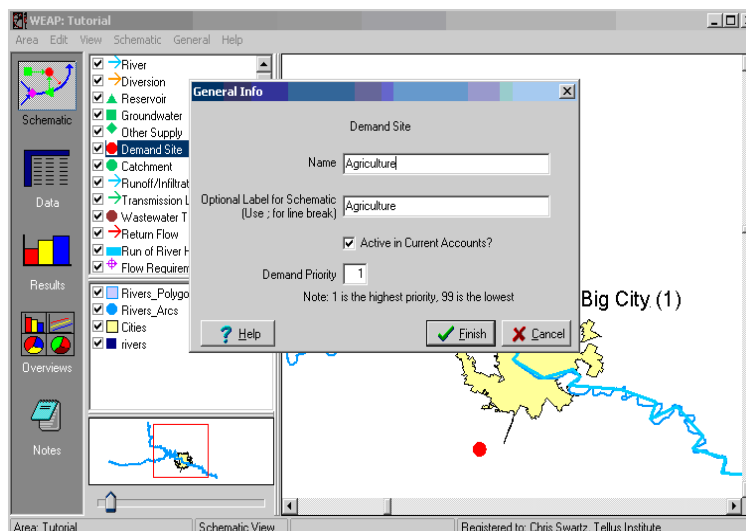 WEAP: Tutorial
Area Edit View Schematic General Help
Schematic
Data
Results
Overviews
Notes
River
Diversion
Reservoir
Groundwater
Other Supply
Demand Site
Catchment
Runoff/Infiltrat
Transmission L
Wastewater T
Return Flow
Run of River H
Flow Requirem
Rivers_Polygo
Rivers_Arcs
Cities
rivers
General Info
Demand Site
Name
Agriculture
Optional Label for Schematic
(Use ; for line break)
Agriculture
Active in Current Accounts?
Demand Priority
1
Note: 1 is the highest priority, 99 is the lowest
? Help
Finish
Cancel
Big City (1)
Area: Tutorial
Schematic View
Registered to: Chris Swartz, Tellus Institute